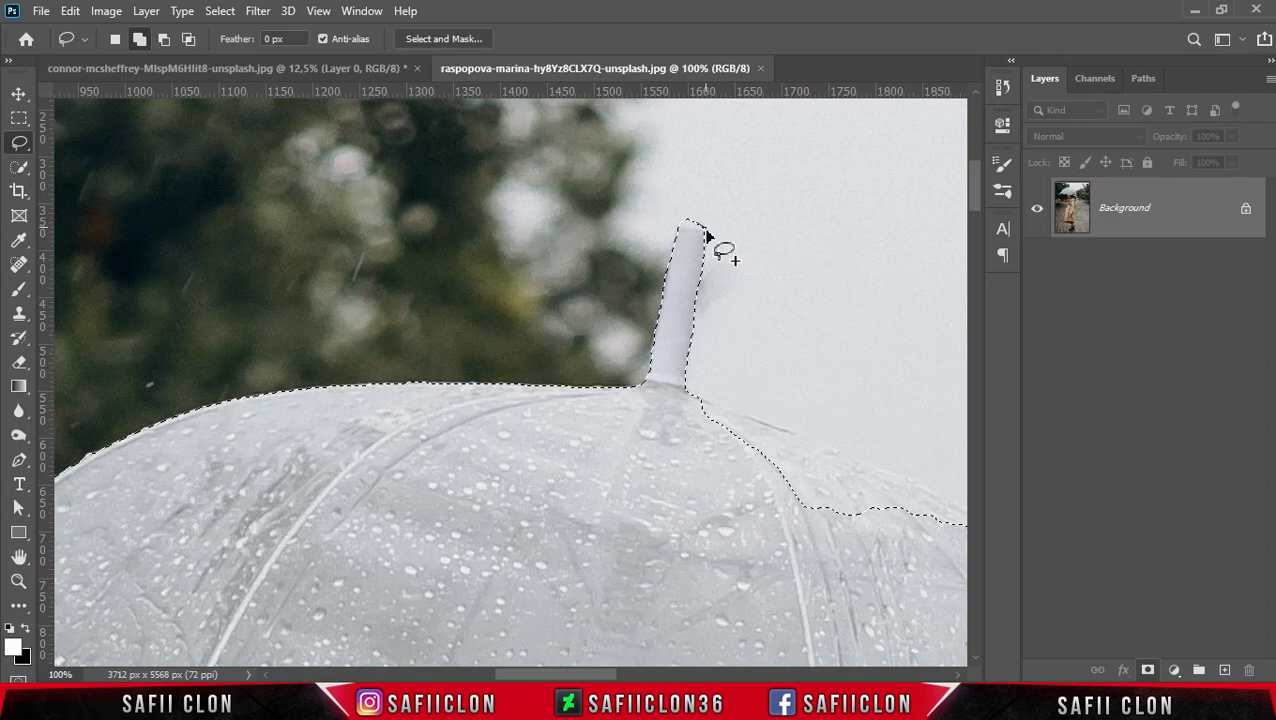 Ps File Edit Image Layer Type Select Filter 3D View Window Help
Feather: 0 px Anti-alias Select and Mask...
connor-mcsheffrey-MIspM6HIit8-unsplash.jpg @ 12,5% (Layer 0, RGB/8) * × raspopova-marina-hy8Yz8CLX7Q-unsplash.jpg @ 100% (RGB/8) ×
950 1000 1050 1100 1150 1200 1250 1300 1350 1400 1450 1500 1550 1600 1650 1700 1750 1800 1850
Layers Channels Paths
Kind
Normal Opacity: 100%
Lock: Fill: 100%
Background
100% 3712 px x 5568 px (72 ppi)
SAFII CLON SAFIICLON SAFIICLON36 SAFIICLON SAFII CLON